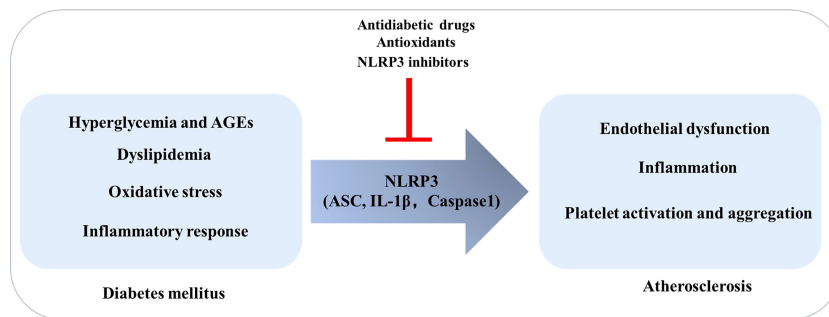 Antidiabetic drugs
Antioxidants
NLRP3 inhibitors
Hyperglycemia and AGEs
Dyslipidemia
Oxidative stress
Inflammatory response
Diabetes mellitus
NLRP3
(ASC, IL-1β，Caspase1)
Endothelial dysfunction
Inflammation
Platelet activation and aggregation
Atherosclerosis